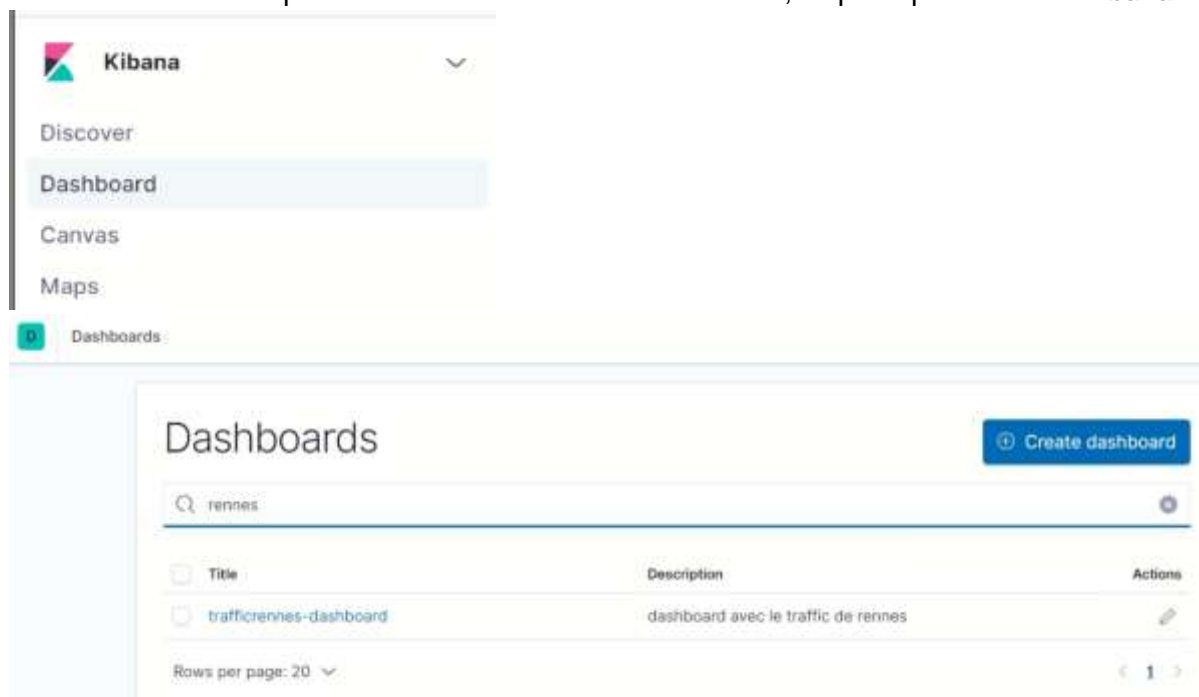 Kibana
Discover
Dashboard
Canvas
Maps
D Dashboards
Dashboards
Create dashboard
rennes
Title Description Actions
trafficrennes-dashboard dashboard avec le traffic de rennes
Rows per page: 20
< 1 >